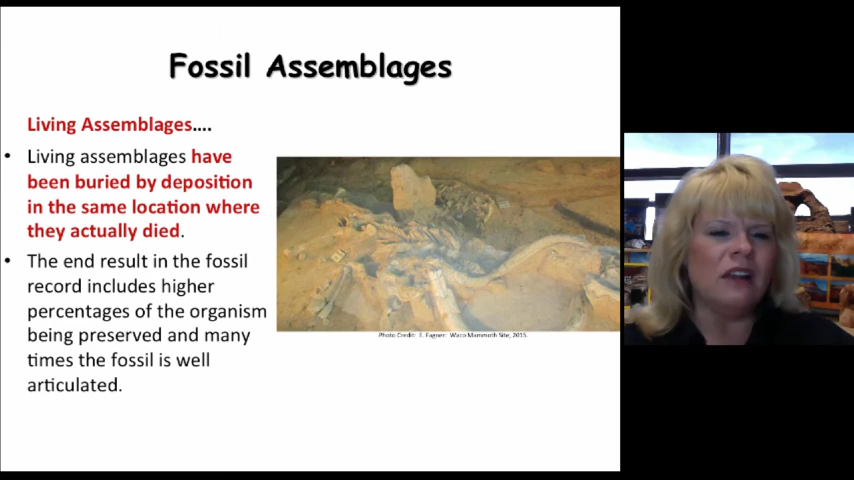 Fossil Assemblages
Living Assemblages....
• Living assemblages have
been buried by deposition
in the same location where
they actually died.
• The end result in the fossil
record includes higher
percentages of the organism
being preserved and many
times the fossil is well
articulated.
Photo Credit: E. Fagner: Waco Mammoth Site, 2015.